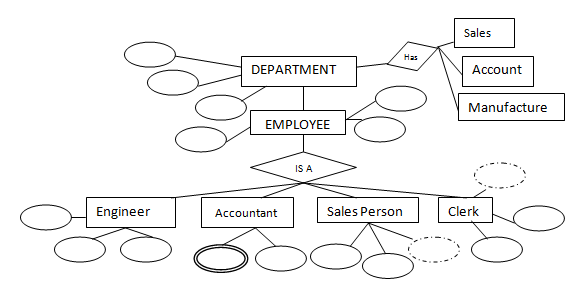 Sales
Has
DEPARTMENT
Account
Manufacture
EMPLOYEE
IS A
Engineer
Accountant
Sales Person
Clerk